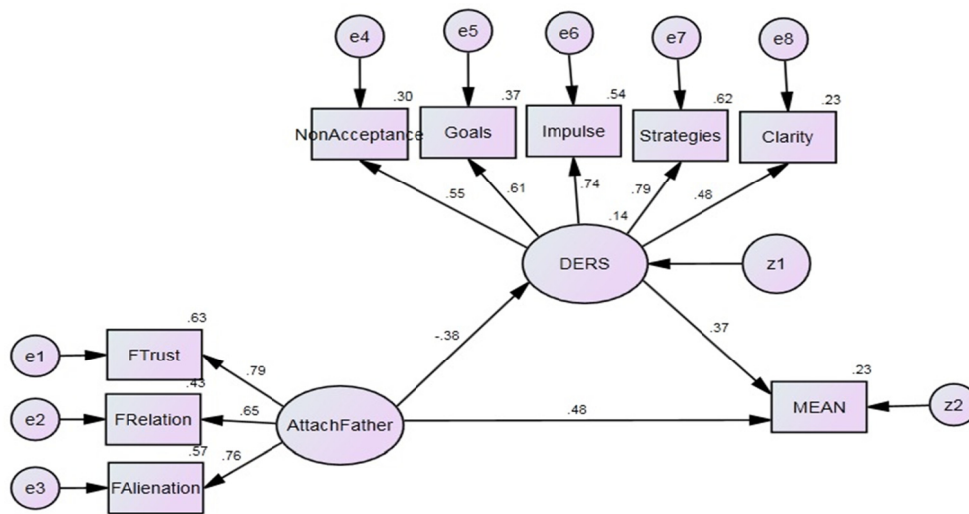 e4
e5
e6
e7
e8
.30
.37
.54
.62
.23
NonAcceptance
Goals
Impulse
Strategies
Clarity
.55
.61
.74
.79
.48
.14
DERS
z1
-.38
.37
.63
e1
FTrust
.79
.43
e2
FRelation
.65
AttachFather
.48
.23
MEAN
z2
.57
.76
e3
FAlienation